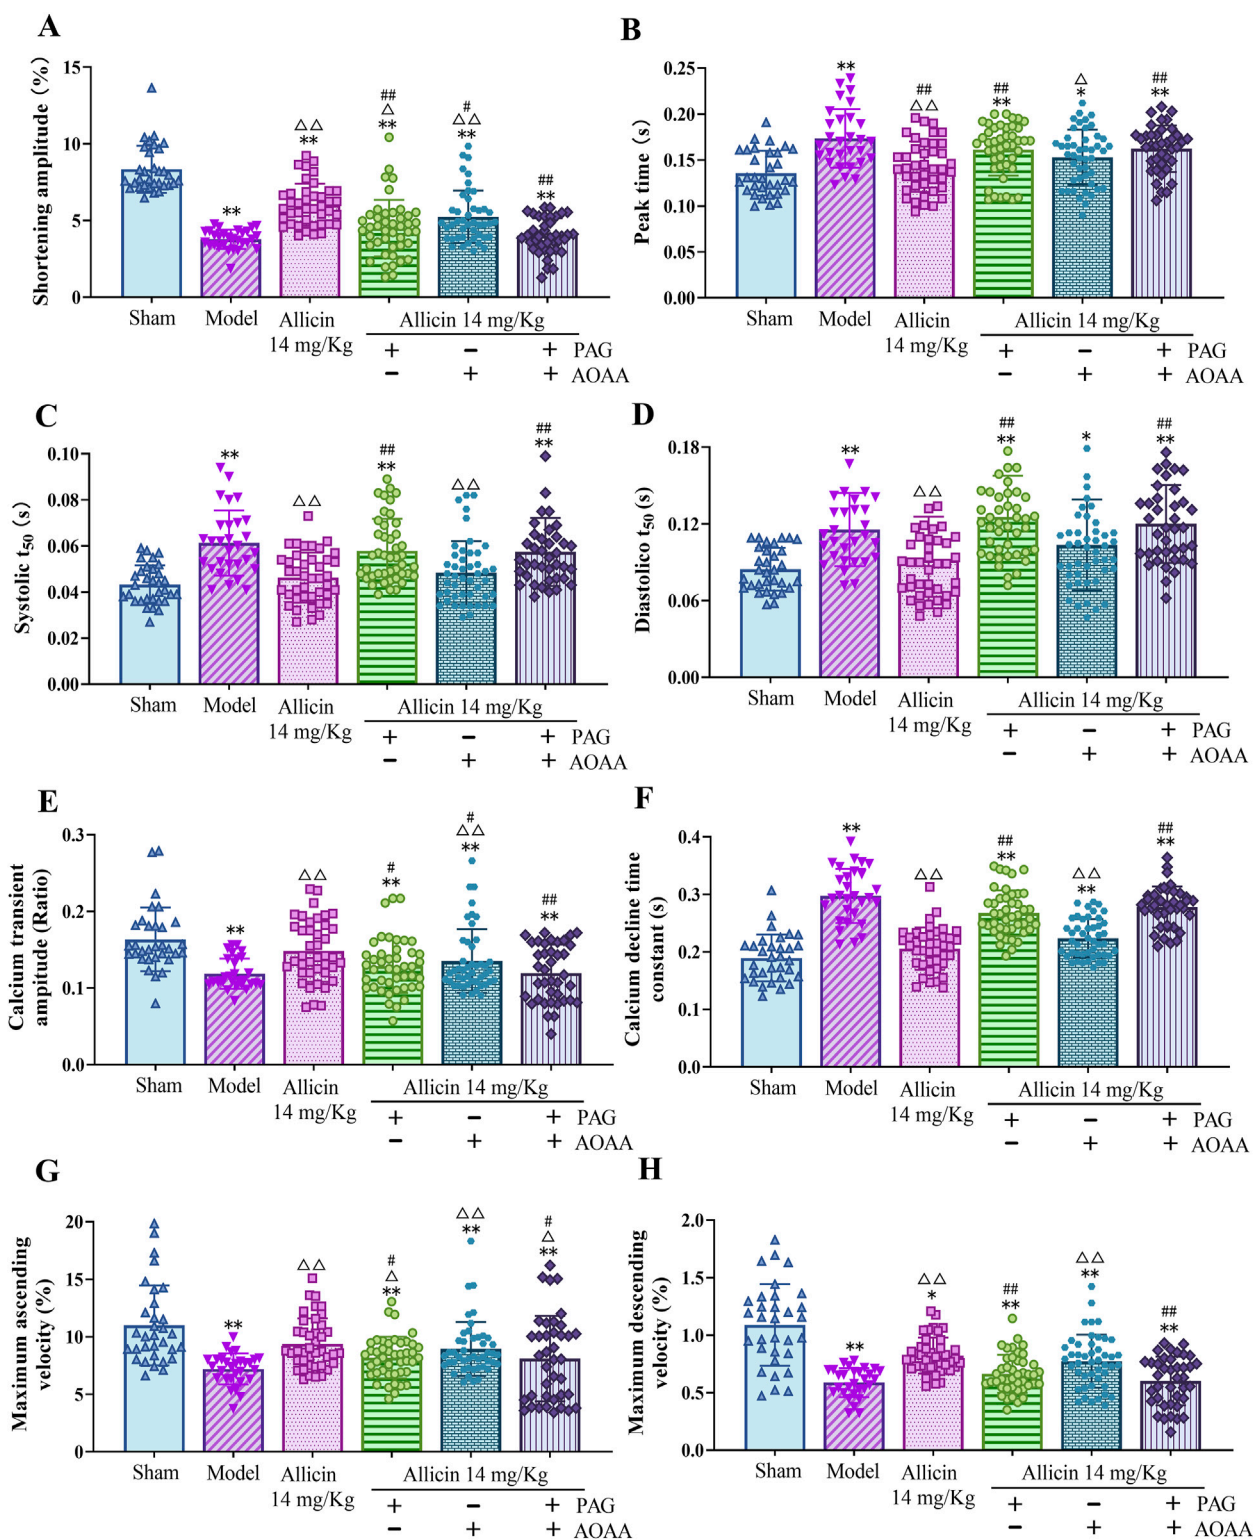 A
Shortening amplitude (%)
15
10
5
0
**
△△
**
##
△
**
#
△△
**
##
**
Sham
Model
Allicin
14 mg/Kg
Allicin 14 mg/Kg
+ − + PAG
− + + AOAA
B
Peak time (s)
0.25
0.20
0.15
0.10
0.05
0.00
**
##
△△
##
**
△
*
##
**
Sham
Model
Allicin
14 mg/Kg
Allicin 14 mg/Kg
+ − + PAG
− + + AOAA
C
Systolic t50 (s)
0.10
0.08
0.06
0.04
0.02
0.00
**
△△
##
**
△△
##
**
Sham
Model
Allicin
14 mg/Kg
Allicin 14 mg/Kg
+ − + PAG
− + + AOAA
D
Diastolico t50 (s)
0.18
0.12
0.06
0.00
**
△△
##
**
*
##
**
Sham
Model
Allicin
14 mg/Kg
Allicin 14 mg/Kg
+ − + PAG
− + + AOAA
E
Calcium transient
ampitude (Ratio)
0.3
0.2
0.1
0.0
**
△△
#
**
#
△△
**
##
**
Sham
Model
Allicin
14 mg/Kg
Allicin 14 mg/Kg
+ − + PAG
− + + AOAA
F
Calcium decline time
constant (s)
0.4
0.3
0.2
0.1
0.0
**
△△
##
**
△△
**
##
**
Sham
Model
Allicin
14 mg/Kg
Allicin 14 mg/Kg
+ − + PAG
− + + AOAA
G
Maximum ascending
velocity (%)
20
15
10
5
0
**
△△
#
△
**
△△
**
#
△
**
Sham
Model
Allicin
14 mg/Kg
Allicin 14 mg/Kg
+ − + PAG
− + + AOAA
H
Maximum descending
velocity (%)
2.0
1.5
1.0
0.5
0.0
**
△△
*
##
**
△△
**
##
**
Sham
Model
Allicin
14 mg/Kg
Allicin 14 mg/Kg
+ − + PAG
− + + AOAA